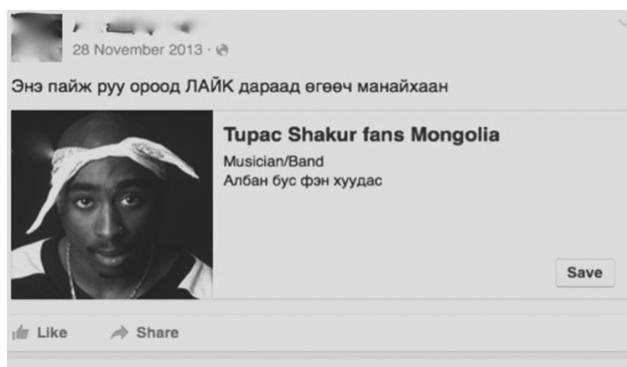 28 November 2013
Энэ пайж руу ороод ЛАЙК дараад өгөөч манайхаан
Tupac Shakur fans Mongolia
Musician/Band
Албан бус фэн хуудас
Save
Like
Share